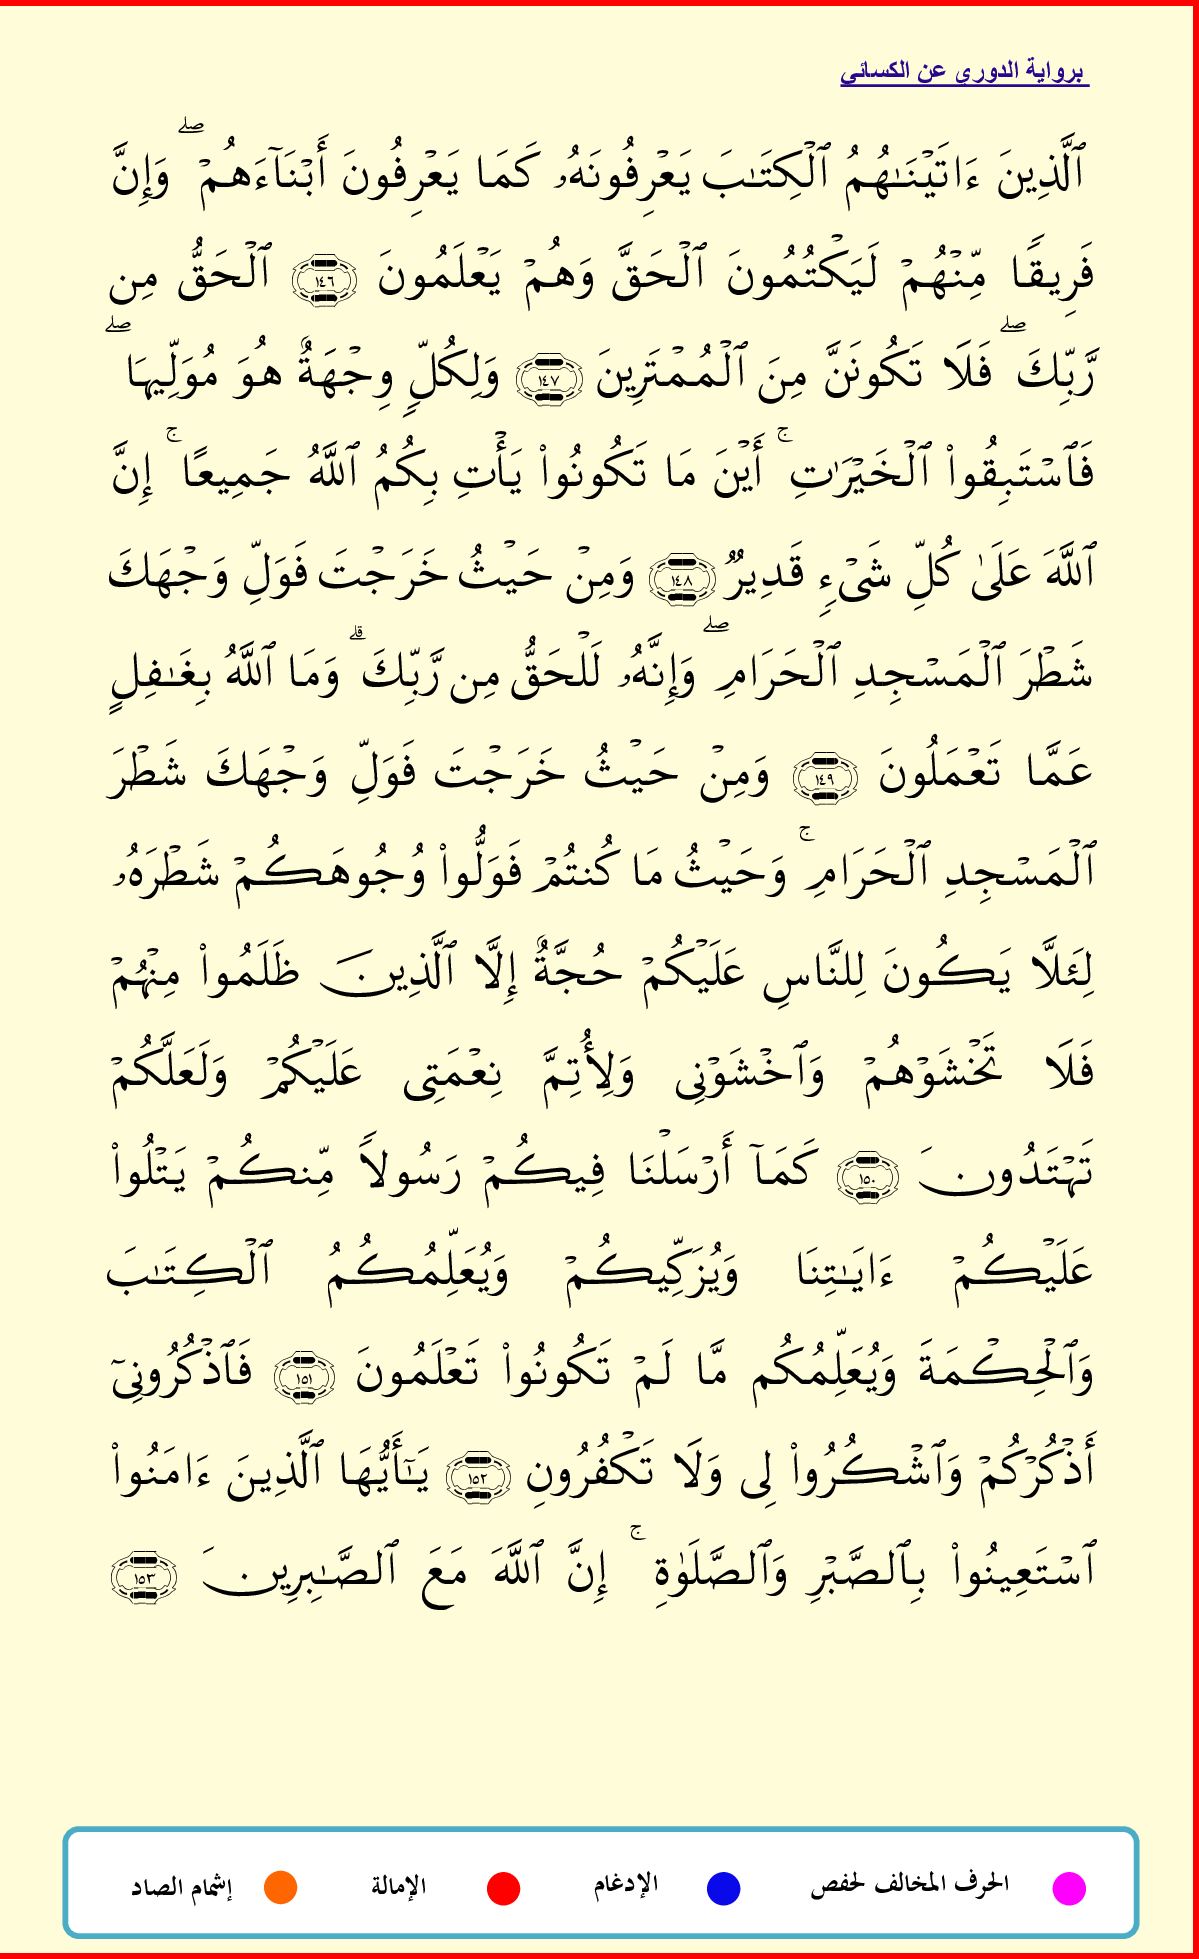 برواية الدوري عن الكسائي
ٱلَّذِينَ ءَاتَيْنَـٰهُمُ ٱلْكِتَـٰبَ يَعْرِفُونَهُۥ كَمَا يَعْرِفُونَ أَبْنَآءَهُمْ ۖ وَإِنَّ
فَرِيقًا مِّنْهُمْ لَيَكْتُمُونَ ٱلْحَقَّ وَهُمْ يَعْلَمُونَ ١٤٦ ٱلْحَقُّ مِن
رَّبِّكَ ۖ فَلَا تَكُونَنَّ مِنَ ٱلْمُمْتَرِينَ ١٤٧ وَلِكُلٍّ وِجْهَةٌ هُوَ مُوَلِّيهَا ۖ
فَٱسْتَبِقُوا۟ ٱلْخَيْرَٰتِ ۚ أَيْنَ مَا تَكُونُوا۟ يَأْتِ بِكُمُ ٱللَّهُ جَمِيعًا ۚ إِنَّ
ٱللَّهَ عَلَىٰ كُلِّ شَىْءٍ قَدِيرٌ ١٤٨ وَمِنْ حَيْثُ خَرَجْتَ فَوَلِّ وَجْهَكَ
شَطْرَ ٱلْمَسْجِدِ ٱلْحَرَامِ ۖ وَإِنَّهُۥ لَلْحَقُّ مِن رَّبِّكَ ۗ وَمَا ٱللَّهُ بِغَـٰفِلٍ
عَمَّا تَعْمَلُونَ ١٤٩ وَمِنْ حَيْثُ خَرَجْتَ فَوَلِّ وَجْهَكَ شَطْرَ
ٱلْمَسْجِدِ ٱلْحَرَامِ ۚ وَحَيْثُ مَا كُنتُمْ فَوَلُّوا۟ وُجُوهَكُمْ شَطْرَهُۥ
لِئَلَّا يَكُونَ لِلنَّاسِ عَلَيْكُمْ حُجَّةٌ إِلَّا ٱلَّذِينَ ظَلَمُوا۟ مِنْهُمْ
فَلَا تَخْشَوْهُمْ وَٱخْشَوْنِى وَلِأُتِمَّ نِعْمَتِى عَلَيْكُمْ وَلَعَلَّكُمْ
تَهْتَدُونَ ١٥٠ كَمَآ أَرْسَلْنَا فِيكُمْ رَسُولًا مِّنكُمْ يَتْلُوا۟
عَلَيْكُمْ ءَايَـٰتِنَا وَيُزَكِّيكُمْ وَيُعَلِّمُكُمُ ٱلْكِتَـٰبَ
وَٱلْحِكْمَةَ وَيُعَلِّمُكُم مَّا لَمْ تَكُونُوا۟ تَعْلَمُونَ ١٥١ فَٱذْكُرُونِىٓ
أَذْكُرْكُمْ وَٱشْكُرُوا۟ لِى وَلَا تَكْفُرُونِ ١٥٢ يَـٰٓأَيُّهَا ٱلَّذِينَ ءَامَنُوا۟
ٱسْتَعِينُوا۟ بِٱلصَّبْرِ وَٱلصَّلَوٰةِ ۚ إِنَّ ٱللَّهَ مَعَ ٱلصَّـٰبِرِينَ ١٥٣
الحرف المخالف لحفص الإدغام الإمالة إشمام الصاد